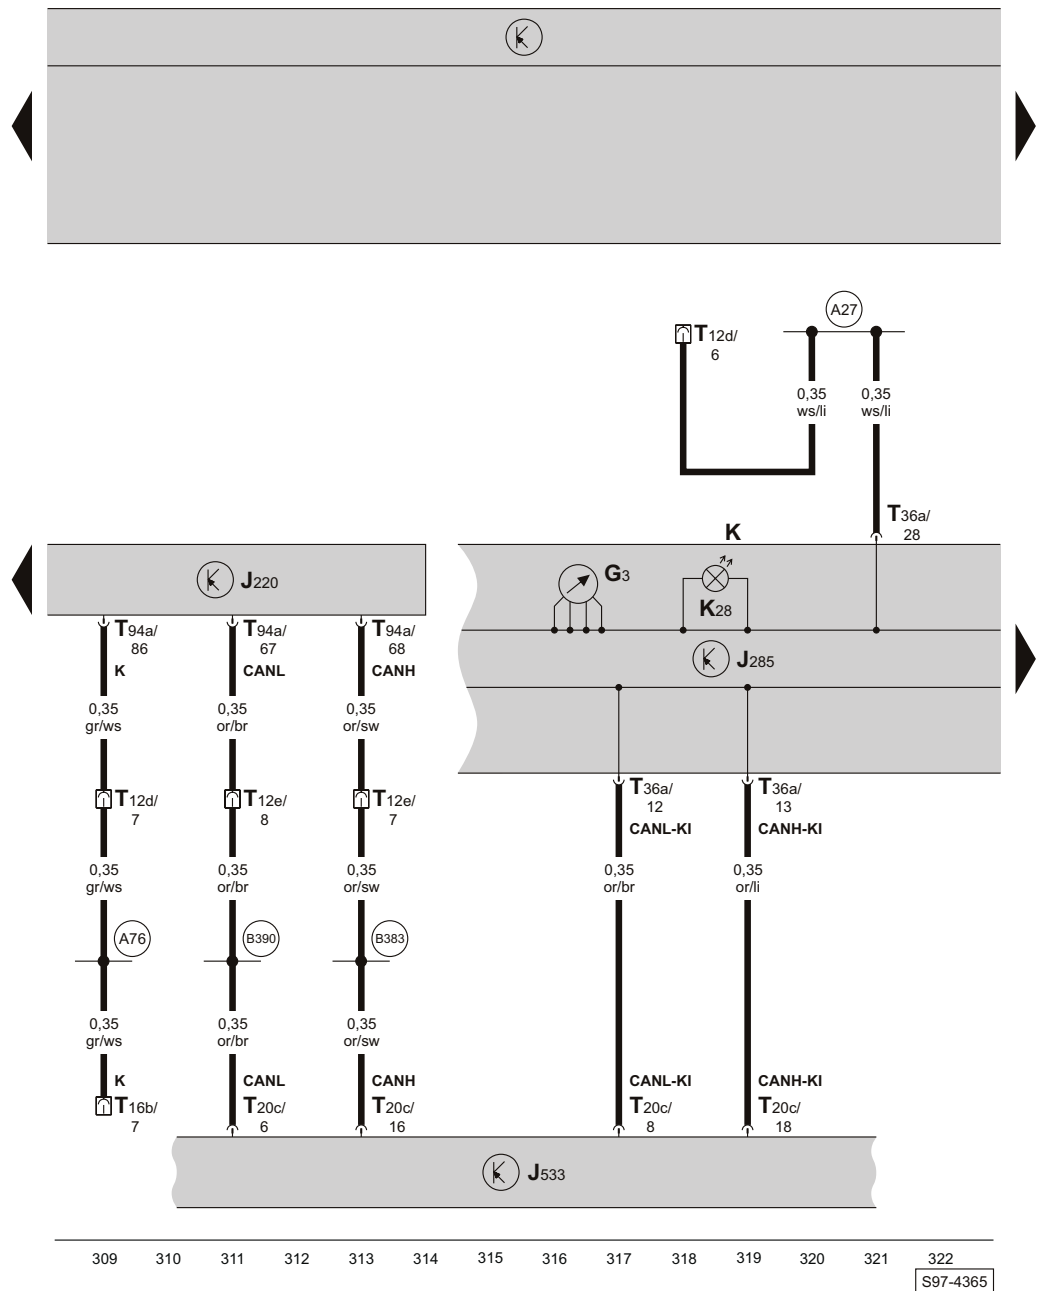 A27
T12d/
6
0,35 0,35
ws/li ws/li
T36a/
28
K
J220
G3
K28
J285
T94a/ T94a/ T94a/
86 67 68
K CANL CANH
0,35 0,35 0,35
gr/ws or/br or/sw
T36a/ T36a/
12 13
CANL-KI CANH-KI
T12d/ T12e/ T12e/
7 8 7
0,35 0,35 0,35 0,35 0,35
gr/ws or/br or/sw or/br or/li
A76 B390 B383
0,35 0,35 0,35
gr/ws or/br or/sw
K CANL CANH CANL-KI CANH-KI
T16b/ T20c/ T20c/ T20c/ T20c/
7 6 16 8 18
J533
309 310 311 312 313 314 315 316 317 318 319 320 321 322
S97-4365